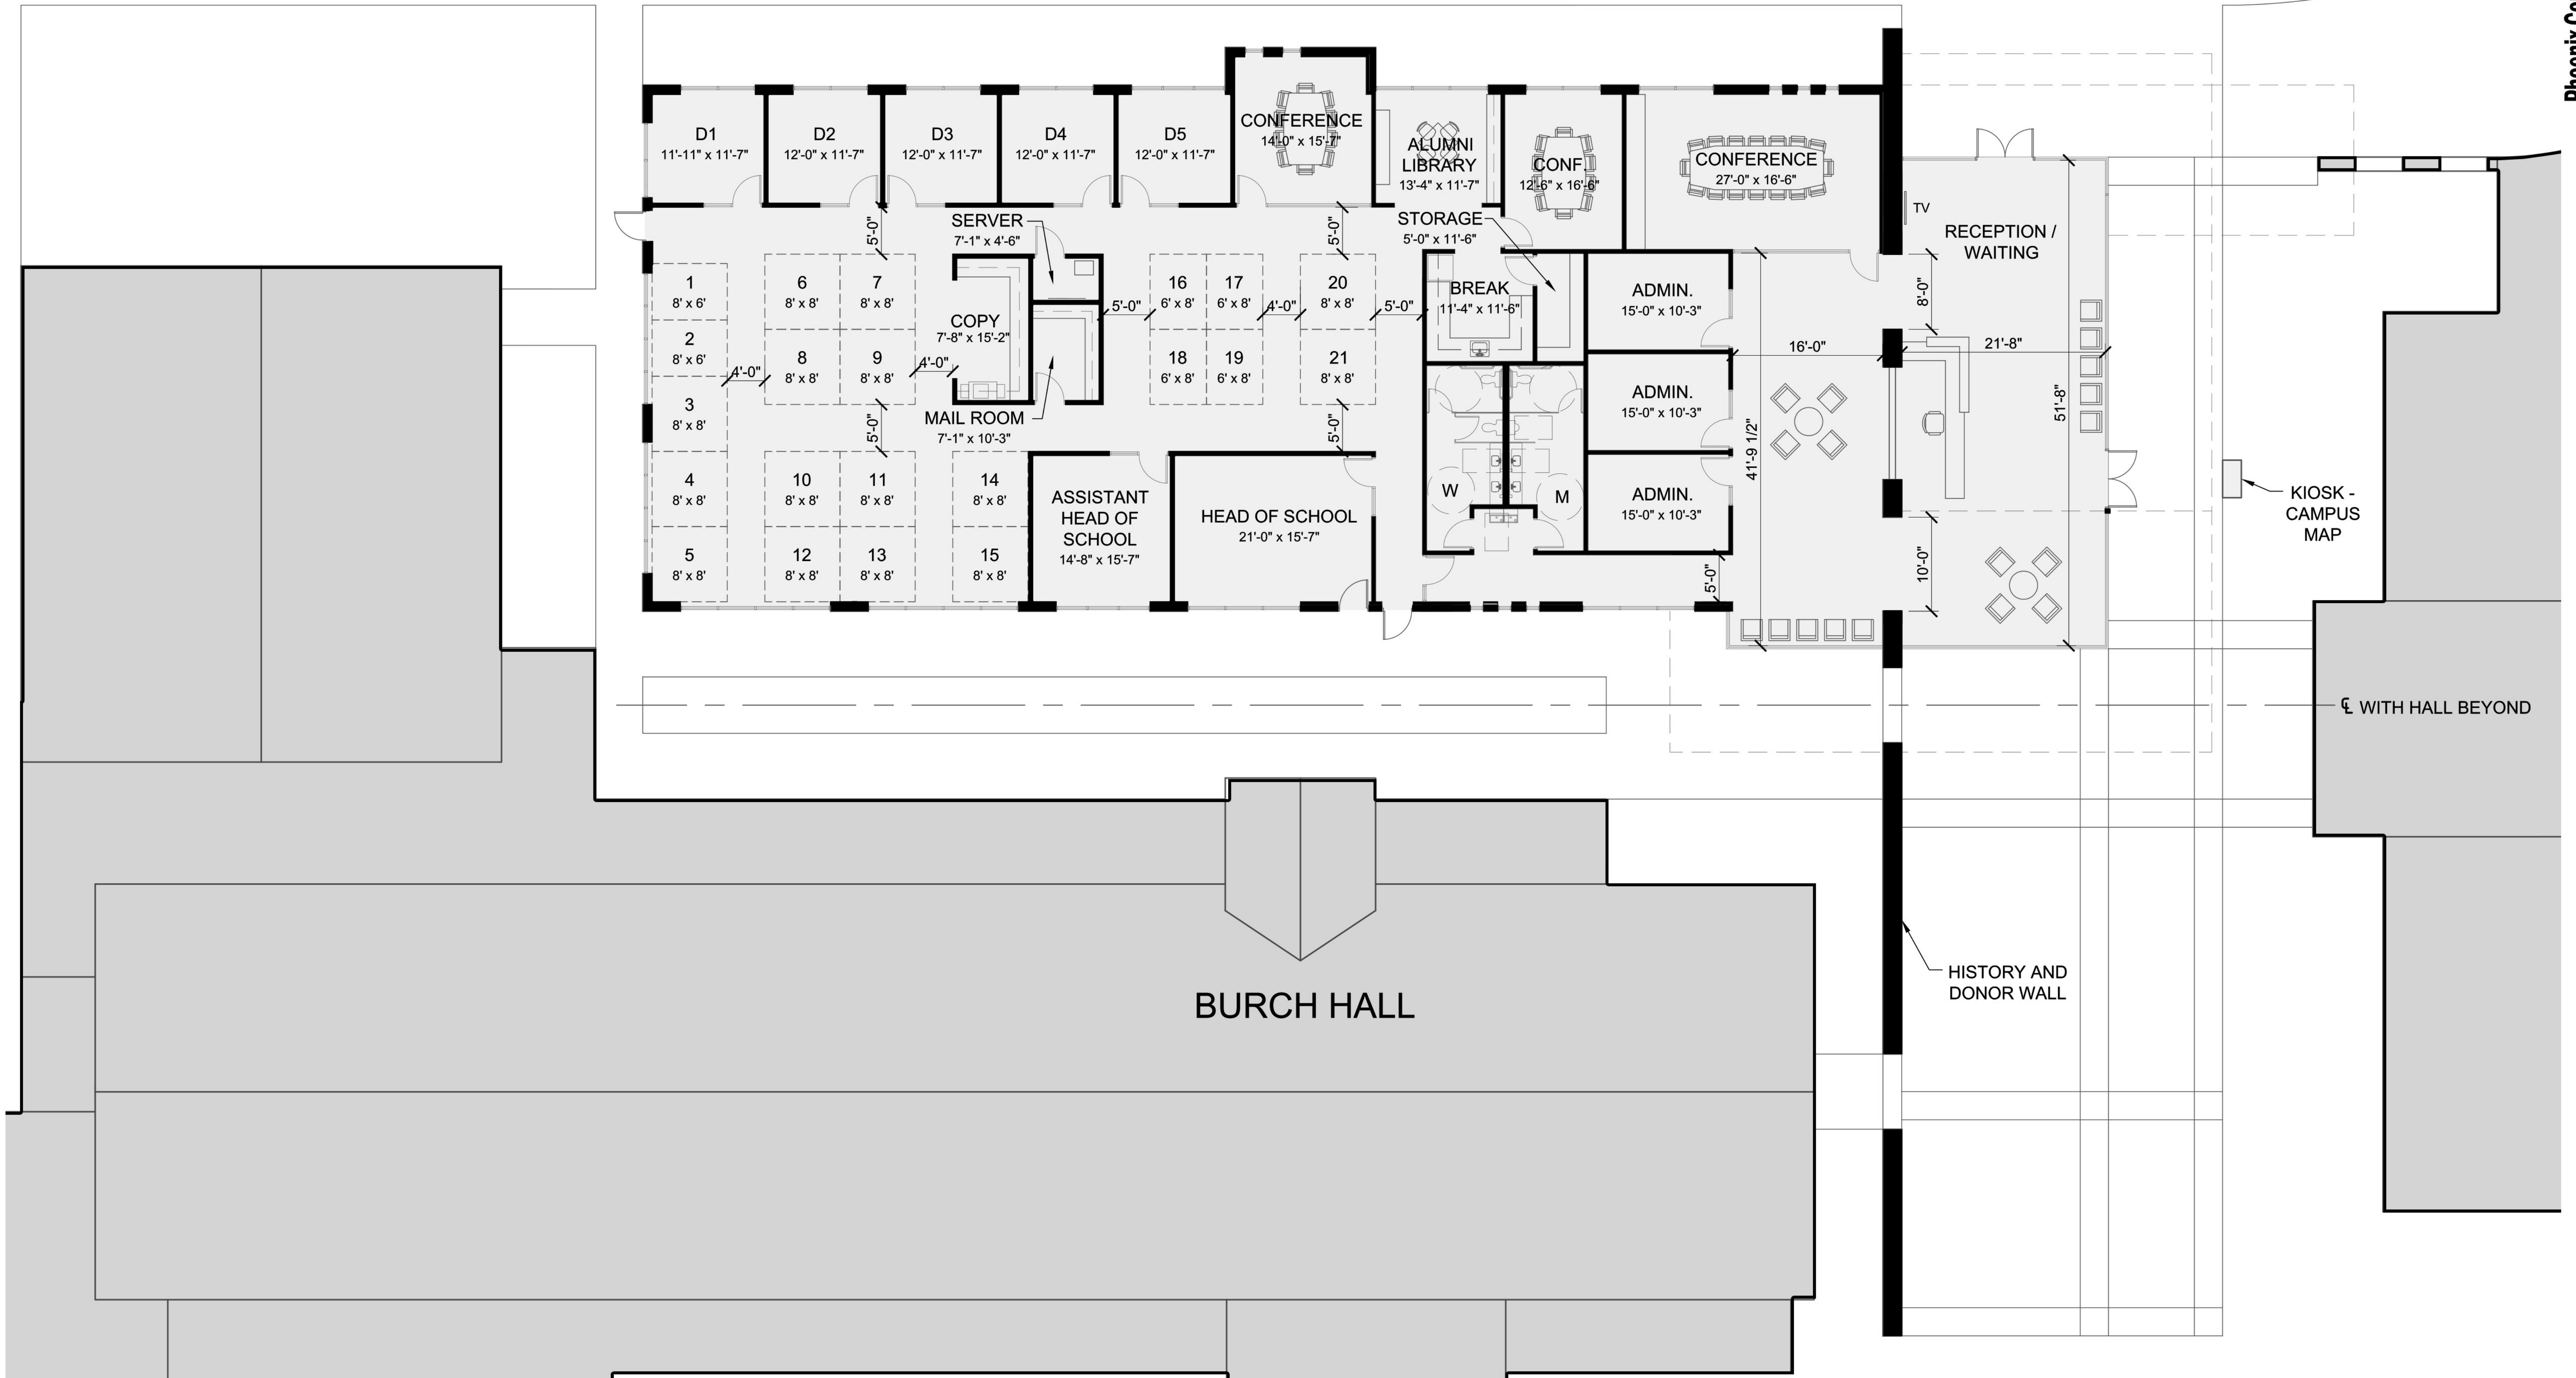 Phoenix Co
D1
11'-11" x 11'-7"
D2
12'-0" x 11'-7"
D3
12'-0" x 11'-7"
D4
12'-0" x 11'-7"
D5
12'-0" x 11'-7"
CONFERENCE
14'-0" x 15'-7"
ALUMNI
LIBRARY
13'-4" x 11'-7"
CONF.
12'-6" x 16'-6"
CONFERENCE
27'-0" x 16'-6"
TV
RECEPTION /
WAITING
SERVER
7'-1" x 4'-6"
STORAGE
5'-0" x 11'-6"
5'-0"
5'-0"
1
8' x 6'
2
8' x 6'
3
8' x 8'
4
8' x 8'
5
8' x 8'
4'-0"
6
8' x 8'
7
8' x 8'
8
8' x 8'
9
8' x 8'
4'-0"
5'-0"
10
8' x 8'
11
8' x 8'
12
8' x 8'
13
8' x 8'
14
8' x 8'
15
8' x 8'
COPY
7'-8" x 15'-2"
MAIL ROOM
7'-1" x 10'-3"
5'-0"
16
6' x 8'
17
6' x 8'
18
6' x 8'
19
6' x 8'
4'-0"
20
8' x 8'
21
8' x 8'
5'-0"
5'-0"
BREAK
11'-4" x 11'-6"
ADMIN.
15'-0" x 10'-3"
ADMIN.
15'-0" x 10'-3"
ADMIN.
15'-0" x 10'-3"
W
M
ASSISTANT
HEAD OF
SCHOOL
14'-8" x 15'-7"
HEAD OF SCHOOL
21'-0" x 15'-7"
5'-0"
16'-0"
41'-9 1/2"
8'-0"
21'-8"
51'-8"
10'-0"
KIOSK -
CAMPUS
MAP
℄ WITH HALL BEYOND
HISTORY AND
DONOR WALL
BURCH HALL